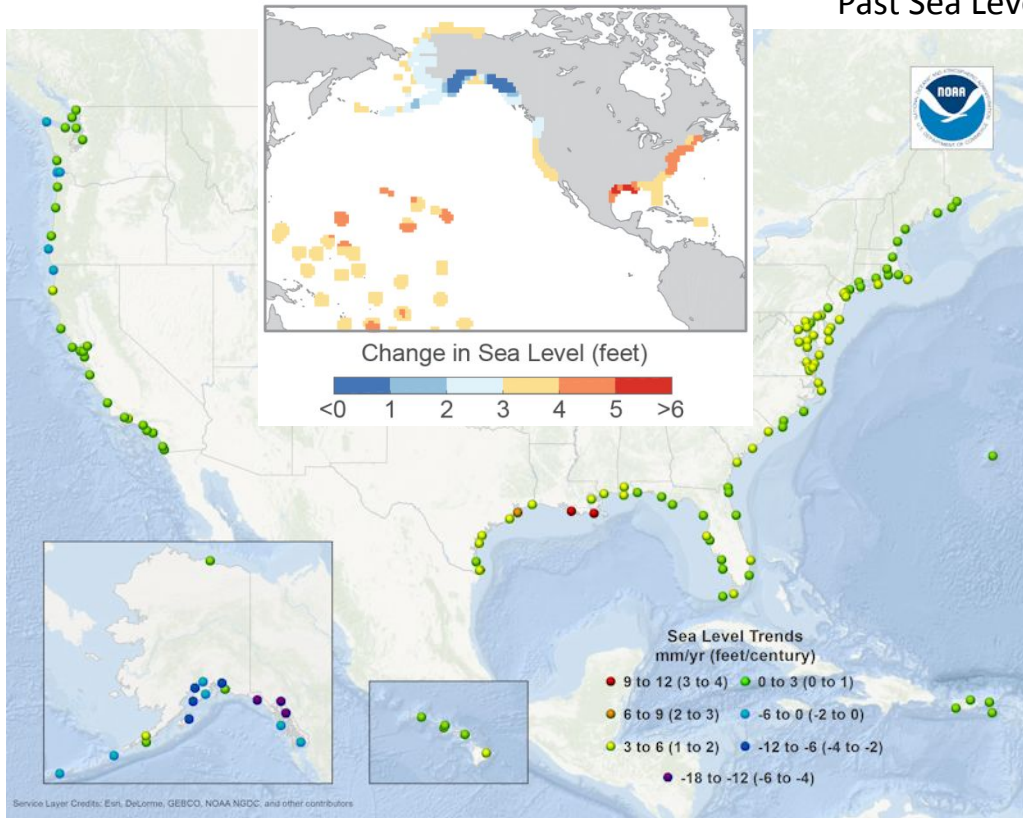 Past Sea Leve
NOAA
Change in Sea Level (feet)
<0 1 2 3 4 5 >6
Sea Level Trends
mm/yr (feet/century)
9 to 12 (3 to 4) 0 to 3 (0 to 1)
6 to 9 (2 to 3) -6 to 0 (-2 to 0)
3 to 6 (1 to 2) -12 to -6 (-4 to -2)
-18 to -12 (-6 to -4)
Service Layer Credits: Esri, DeLorme, GEBCO, NOAA NGDC, and other contributors